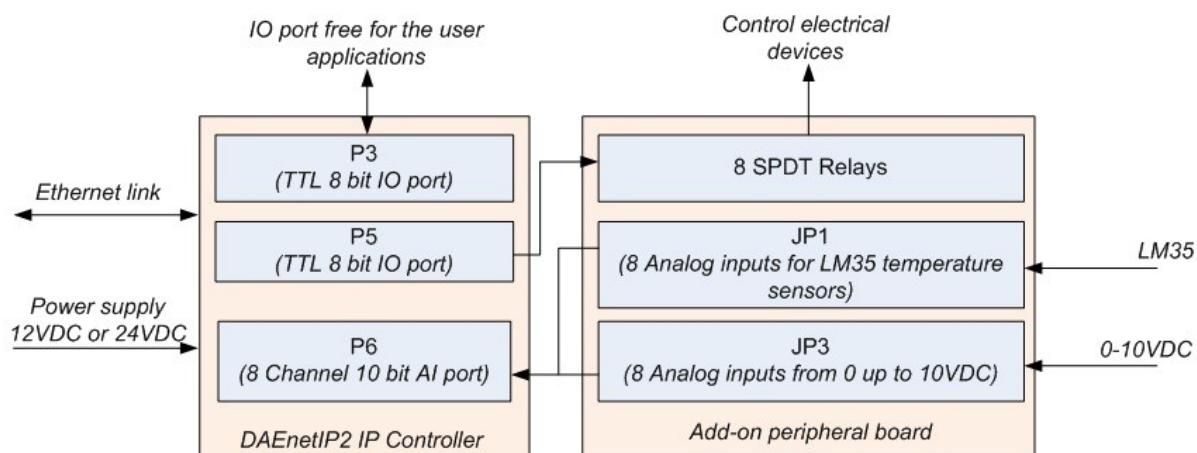 IO port free for the user
applications
Control electrical
devices
P3
(TTL 8 bit IO port)
8 SPDT Relays
Ethernet link
P5
(TTL 8 bit IO port)
JP1
(8 Analog inputs for LM35 temperature
sensors)
LM35
Power supply
12VDC or 24VDC
P6
(8 Channel 10 bit AI port)
JP3
(8 Analog inputs from 0 up to 10VDC)
0-10VDC
DAEnetIP2 IP Controller
Add-on peripheral board